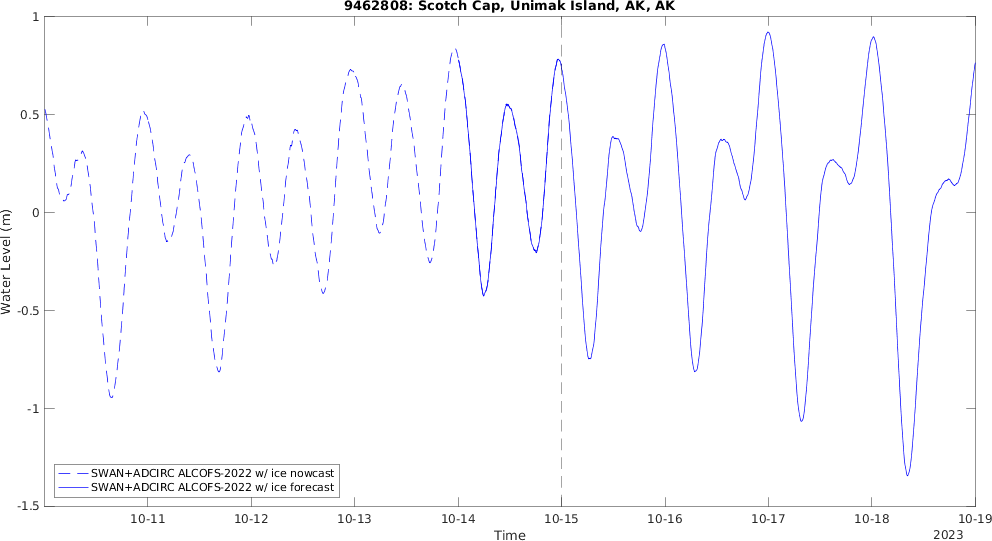 9462808: Scotch Cap, Unimak Island, AK, AK
1
0.5
0
-0.5
-1
-1.5
Water Level (m)
SWAN+ADCIRC ALCOFS-2022 w/ ice nowcast
SWAN+ADCIRC ALCOFS-2022 w/ ice forecast
10-11 10-12 10-13 10-14 10-15 10-16 10-17 10-18 10-19
Time
2023